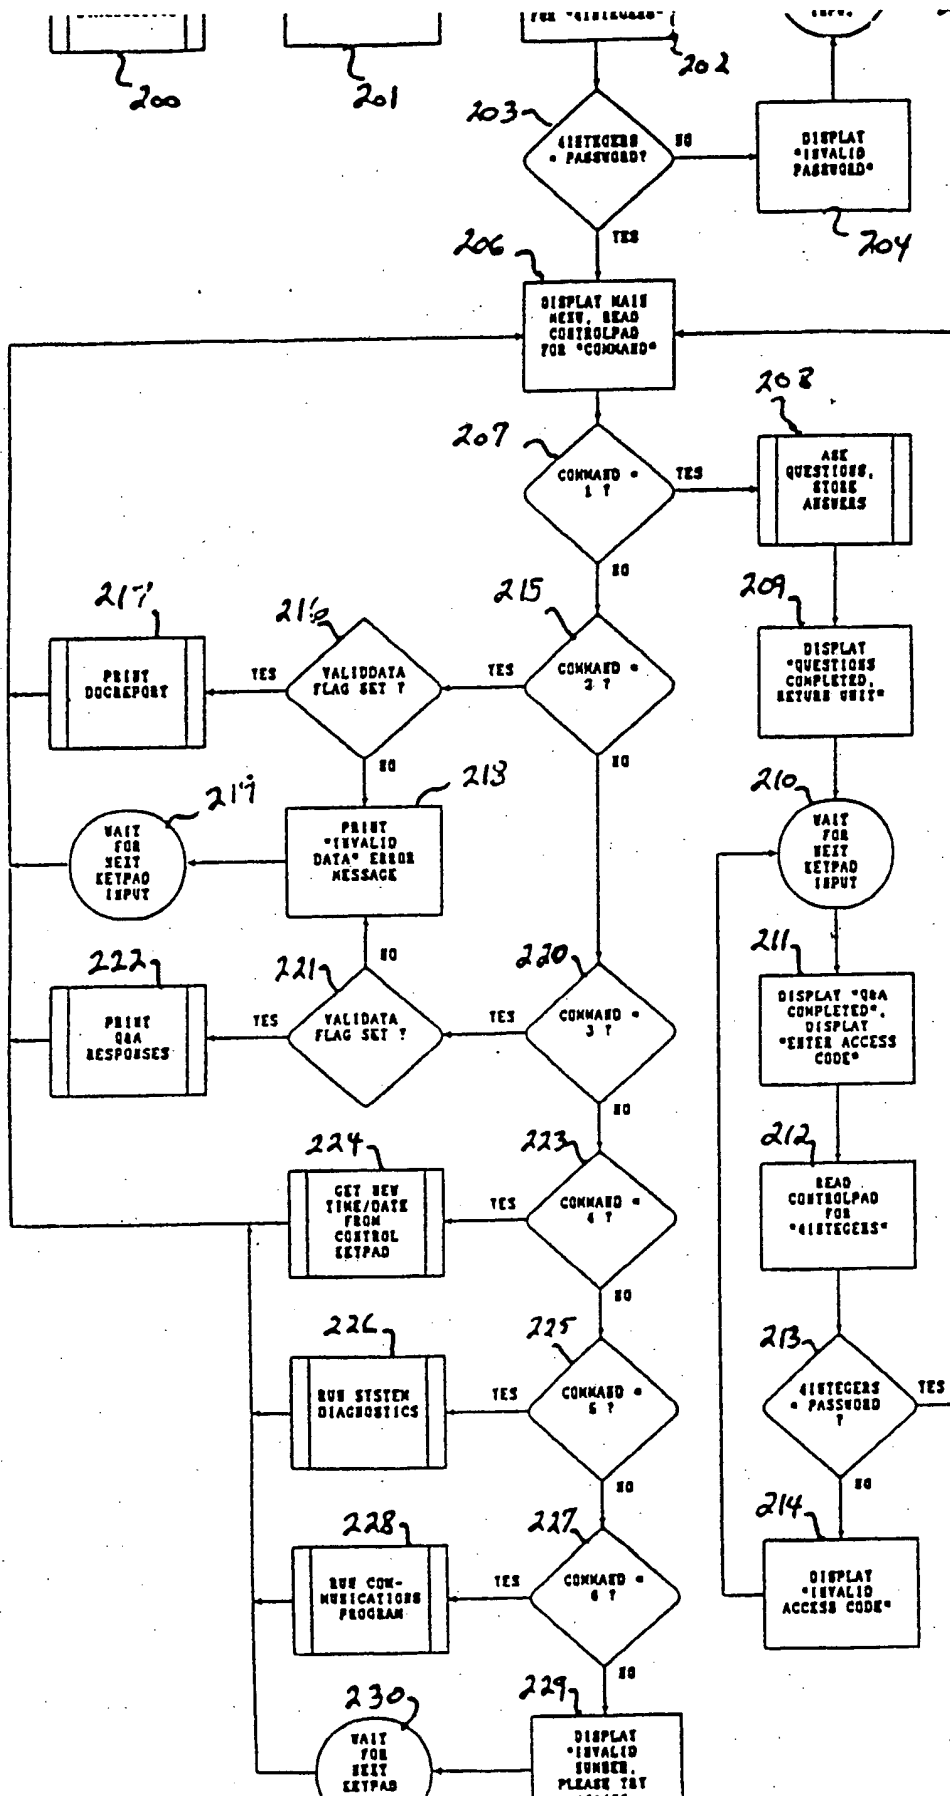 FOR "4INTEGERS"
INPUT.
200
201
202
203
4INTEGERS
= PASSWORD?
NO
DISPLAY
"INVALID
PASSWORD"
204
YES
206
DISPLAY MAIN
MENU, READ
CONTROLPAD
FOR "COMMAND"
207
COMMAND =
1 ?
YES
208
ASK
QUESTIONS,
STORE
ANSWERS
NO
209
DISPLAY
"QUESTIONS
COMPLETED,
RETURN UNIT"
215
COMMAND =
2 ?
YES
216
VALIDDATA
FLAG SET ?
YES
217
PRINT
DOCREPORT
NO
NO
218
PRINT
"INVALID
DATA" ERROR
MESSAGE
219
WAIT
FOR
NEXT
KEYPAD
INPUT
210
WAIT
FOR
NEXT
KEYPAD
INPUT
211
DISPLAY "Q&A
COMPLETED",
DISPLAY
"ENTER ACCESS
CODE"
220
COMMAND =
3 ?
YES
221
NO
VALIDATA
FLAG SET ?
YES
222
PRINT
Q&A
RESPONSES
NO
212
READ
CONTROLPAD
FOR
"4INTEGERS"
223
COMMAND =
4 ?
YES
224
GET NEW
TIME/DATE
FROM
CONTROL
KEYPAD
NO
213
4INTEGERS
= PASSWORD
?
YES
NO
225
COMMAND =
5 ?
YES
226
RUN SYSTEM
DIAGNOSTICS
NO
214
DISPLAY
"INVALID
ACCESS CODE"
227
COMMAND =
6 ?
YES
228
RUN COM-
MUNICATIONS
PROGRAM
NO
229
DISPLAY
"INVALID
NUMBER,
PLEASE TRY
230
WAIT
FOR
NEXT
KEYPAD